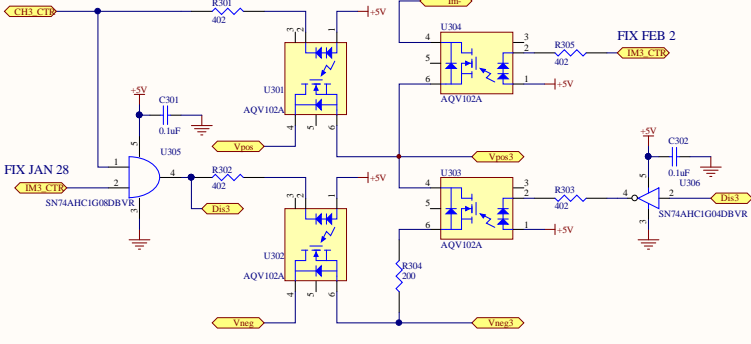 CH3_CTR
R301
402
+5V
Im-
3
2
1
U301
AQV102A
4
5
6
Vpos
U304
AQV102A
4
5
6
3
2
1
R305
402
FIX FEB 2
IM3_CTR
+5V
+5V
C301
0.1uF
U305
5
1
2
4
3
SN74AHC1G08DBVR
FIX JAN 28
IM3_CTR
R302
402
Dis3
+5V
3
2
1
U302
AQV102A
4
5
6
Vneg
Vpos3
U303
AQV102A
4
5
6
3
2
1
R303
402
+5V
R304
200
Vneg3
+5V
C302
0.1uF
U306
5
4
2
3
SN74AHC1G04DBVR
Dis3